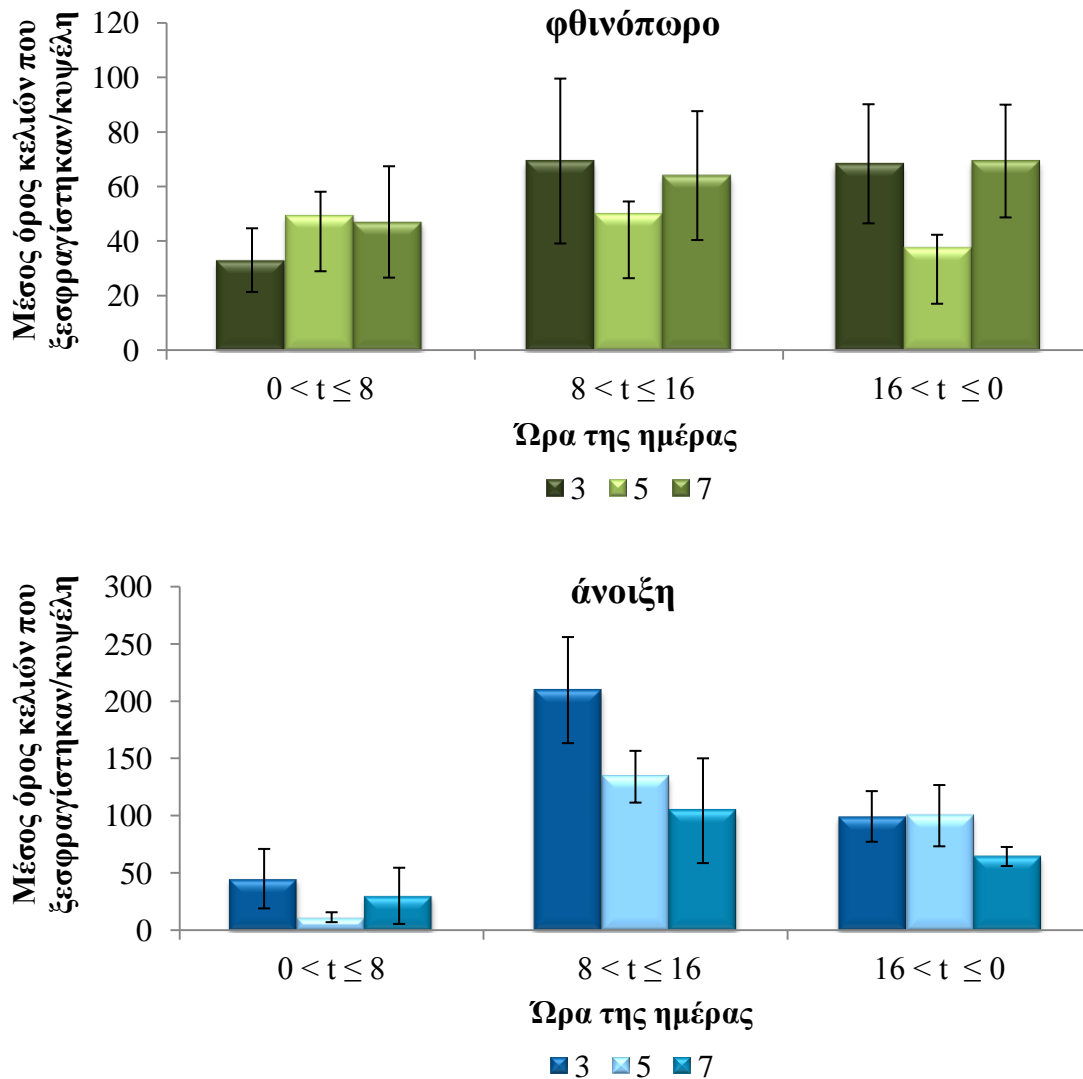 φθινόπωρο
Μέσος όρος κελιών που
ξεσφραγίστηκαν/κυψέλη
120
100
80
60
40
20
0
0 < t ≤ 8
8 < t ≤ 16
16 < t ≤ 0
Ώρα της ημέρας
3 5 7
άνοιξη
Μέσος όρος κελιών που
ξεσφραγίστηκαν/κυψέλη
300
250
200
150
100
50
0
0 < t ≤ 8
8 < t ≤ 16
16 < t ≤ 0
Ώρα της ημέρας
3 5 7